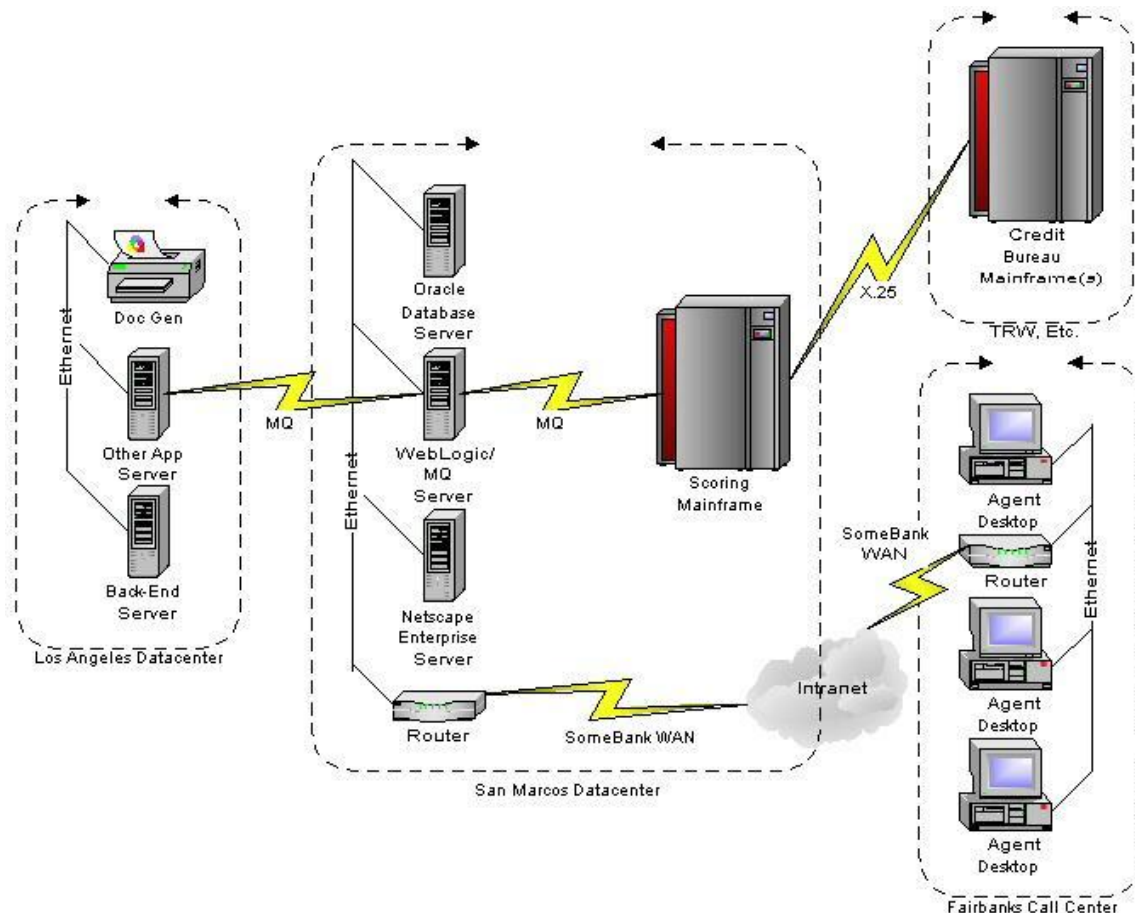 Doc Gen
Ethernet
Other App
Server
Back-End
Server
Los Angeles Datacenter
MQ
Oracle
Database
Server
WebLogic/
MQ
Server
Ethernet
Netscape
Enterprise
Server
Router
MQ
Scoring
Mainframe
SomeBank WAN
Intranet
San Marcos Datacenter
X.25
Credit
Bureau
Mainframe(s)
TRW, Etc.
Agent
Desktop
SomeBank
WAN
Router
Ethernet
Agent
Desktop
Agent
Desktop
Fairbanks Call Center